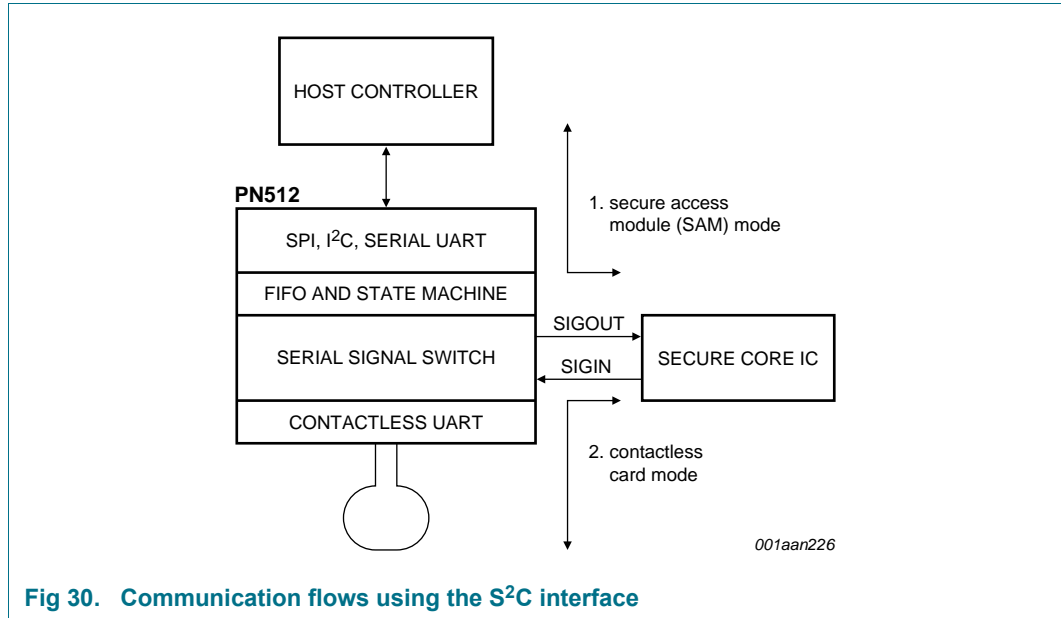 HOST CONTROLLER
PN512
SPI, I²C, SERIAL UART
FIFO AND STATE MACHINE
SERIAL SIGNAL SWITCH
CONTACTLESS UART
SIGOUT
SIGIN
SECURE CORE IC
1. secure access
module (SAM) mode
2. contactless
card mode
001aan226
Fig 30. Communication flows using the S²C interface